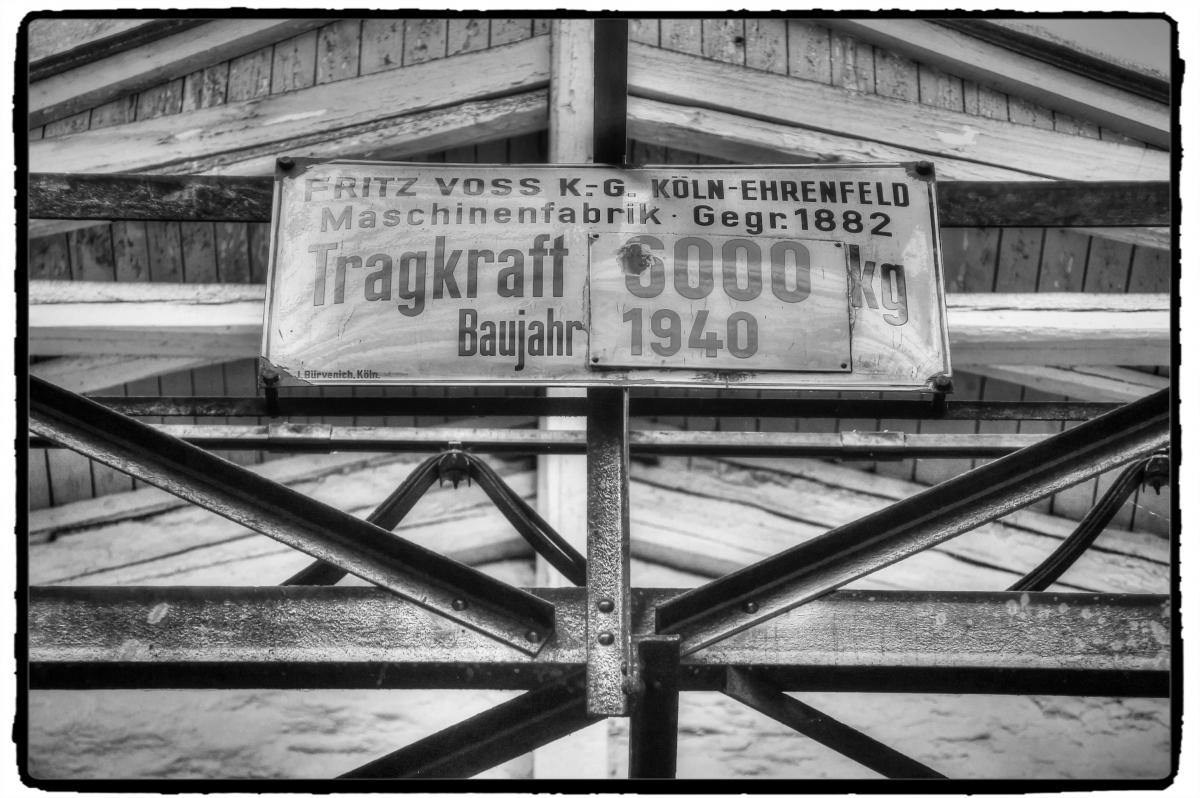 FRITZ VOSS K.-G. KÖLN-EHRENFELD
Maschinenfabrik · Gegr. 1882
Tragkraft 6000 kg
Baujahr 1940
J. Bürvenich, Köln.